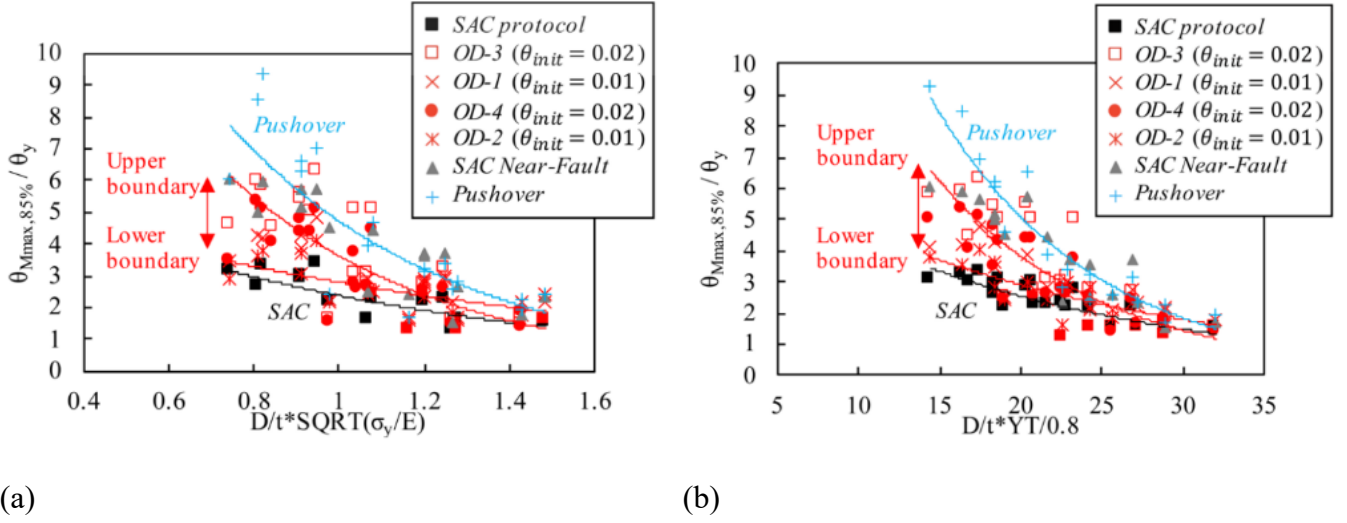 SAC protocol
OD-3 (θinit = 0.02)
OD-1 (θinit = 0.01)
OD-4 (θinit = 0.02)
OD-2 (θinit = 0.01)
SAC Near-Fault
Pushover
10
9
8
7
6
5
4
3
2
1
0
θMmax,85% / θy
Pushover
Upper
boundary
Lower
boundary
SAC
0.4
0.6
0.8
1
1.2
1.4
1.6
D/t*SQRT(σy/E)
(a)
SAC protocol
OD-3 (θinit = 0.02)
OD-1 (θinit = 0.01)
OD-4 (θinit = 0.02)
OD-2 (θinit = 0.01)
SAC Near-Fault
Pushover
10
9
8
7
6
5
4
3
2
1
0
θMmax,85% / θy
Pushover
Upper
boundary
Lower
boundary
SAC
5
10
15
20
25
30
35
D/t*YT/0.8
(b)